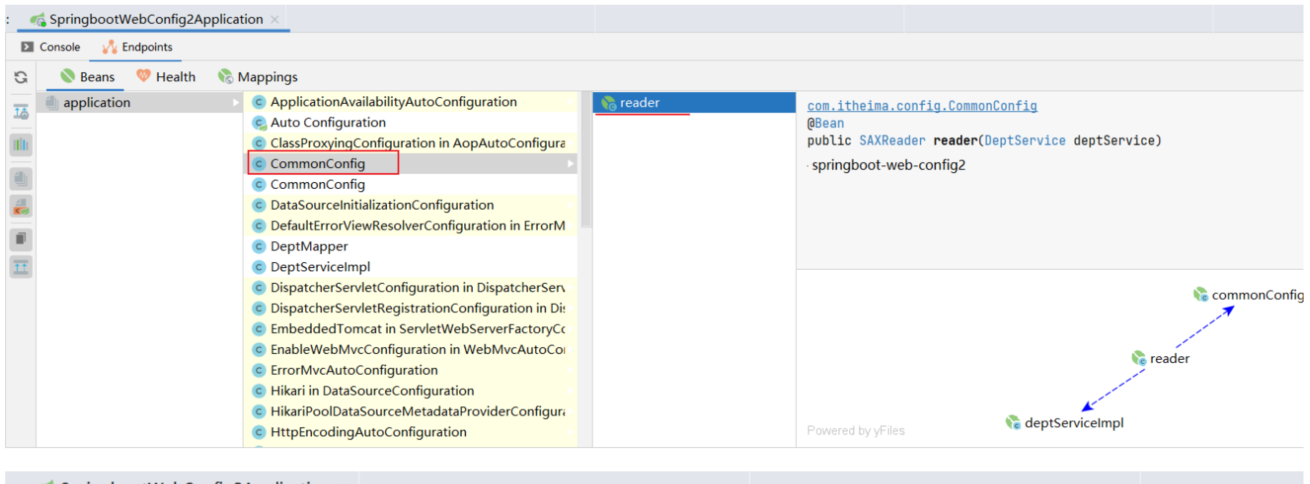 : SpringbootWebConfig2Application ×
Console Endpoints
Beans Health Mappings
application
ApplicationAvailabilityAutoConfiguration
Auto Configuration
ClassProxyingConfiguration in AopAutoConfigura
CommonConfig
CommonConfig
DataSourceInitializationConfiguration
DefaultErrorViewResolverConfiguration in ErrorM
DeptMapper
DeptServiceImpl
DispatcherServletConfiguration in DispatcherServ
DispatcherServletRegistrationConfiguration in Dis
EmbeddedTomcat in ServletWebServerFactoryCo
EnableWebMvcConfiguration in WebMvcAutoCo
ErrorMvcAutoConfiguration
Hikari in DataSourceConfiguration
HikariPoolDataSourceMetadataProviderConfigura
HttpEncodingAutoConfiguration
reader
com.itheima.config.CommonConfig
@Bean
public SAXReader reader(DeptService deptService)
springboot-web-config2
commonConfig
reader
deptServiceImpl
Powered by yFiles